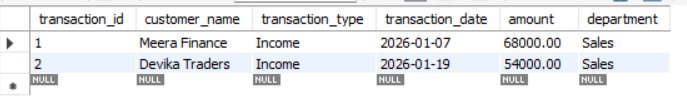 transaction_id customer_name transaction_type transaction_date amount department
1 Meera Finance Income 2026-01-07 68000.00 Sales
2 Devika Traders Income 2026-01-19 54000.00 Sales
NULL NULL NULL NULL NULL NULL